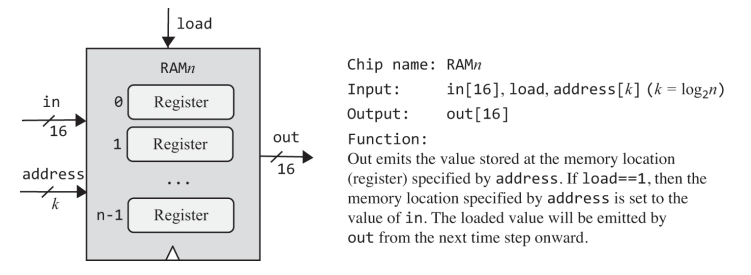 load
RAMn
in
16
address
k
0 Register
1 Register
...
n-1 Register
out
16
Chip name: RAMn
Input: in[16], load, address[k] (k = log₂n)
Output: out[16]
Function:
Out emits the value stored at the memory location
(register) specified by address. If load==1, then the
memory location specified by address is set to the
value of in. The loaded value will be emitted by
out from the next time step onward.